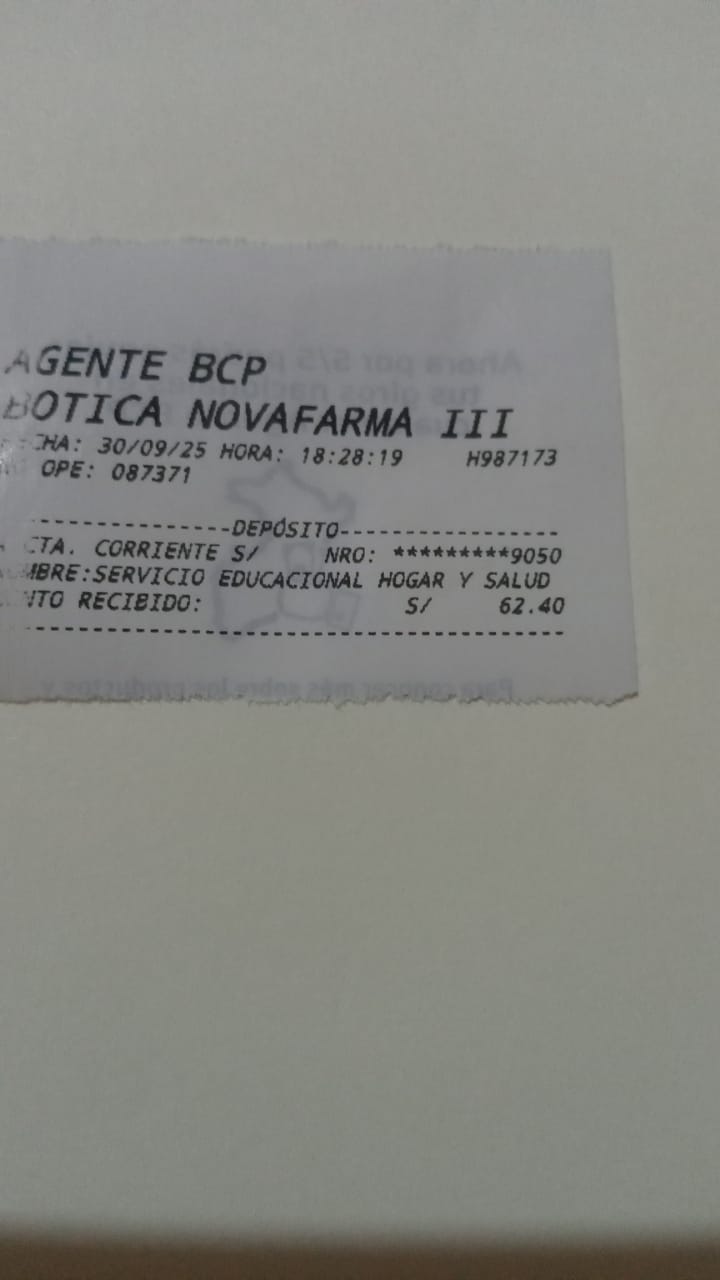 AGENTE BCP
BOTICA NOVAFARMA III
CHA: 30/09/25 HORA: 18:28:19 H987173
OPE: 087371
--------------DEPÓSITO-----------------
CTA. CORRIENTE S/ NRO: *********9050
MBRE:SERVICIO EDUCACIONAL HOGAR Y SALUD
NTO RECIBIDO: S/ 62.40